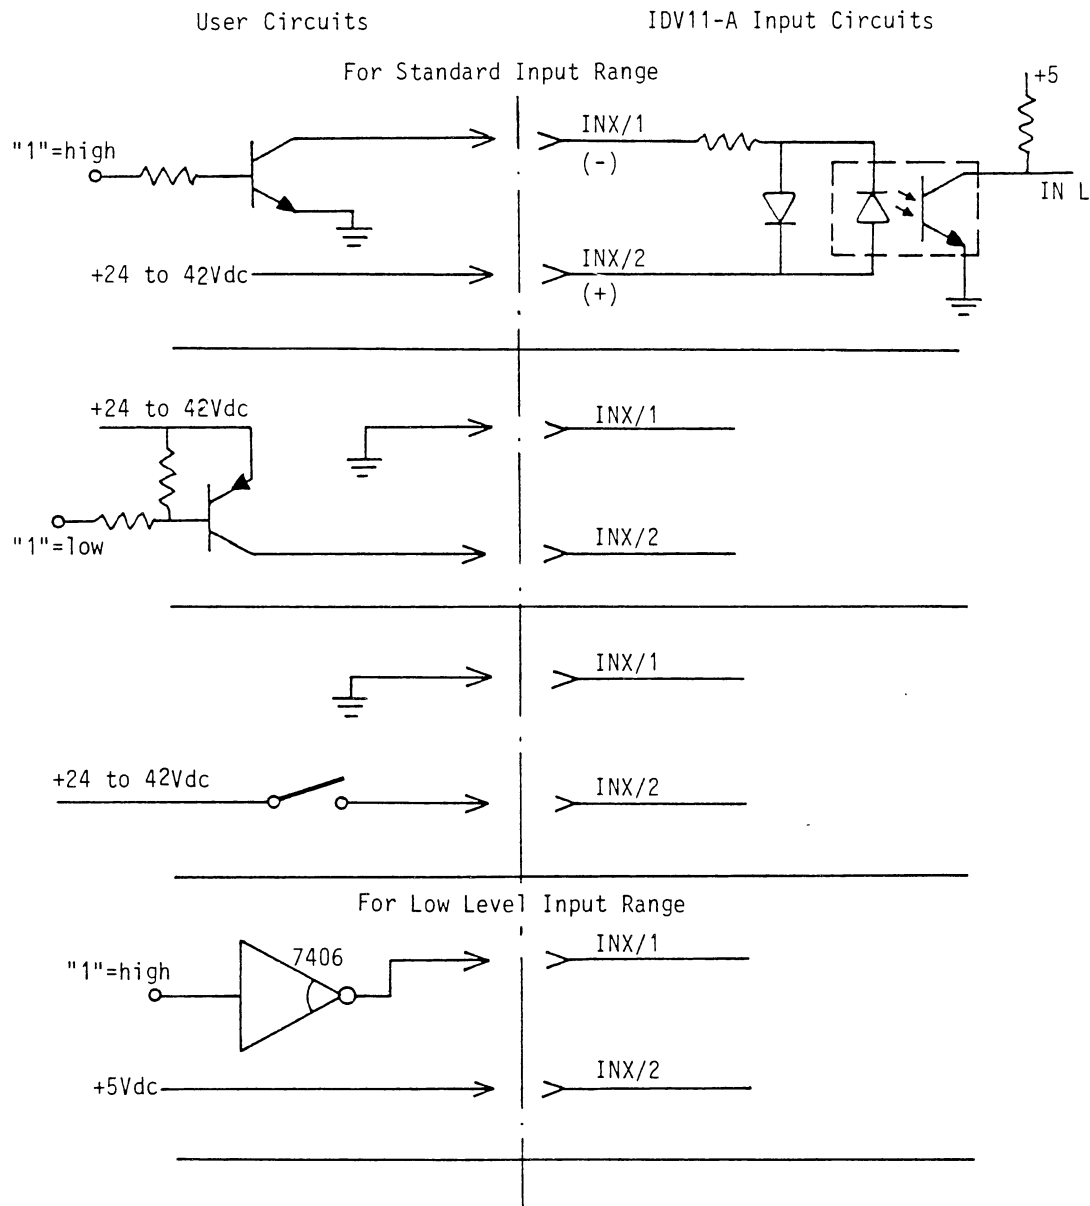 User Circuits
IDV11-A Input Circuits
For Standard Input Range
+5
"1"=high
INX/1
(-)
IN L
+24 to 42Vdc
INX/2
(+)
+24 to 42Vdc
INX/1
"1"=low
INX/2
INX/1
+24 to 42Vdc
INX/2
For Low Level Input Range
"1"=high
7406
INX/1
+5Vdc
INX/2